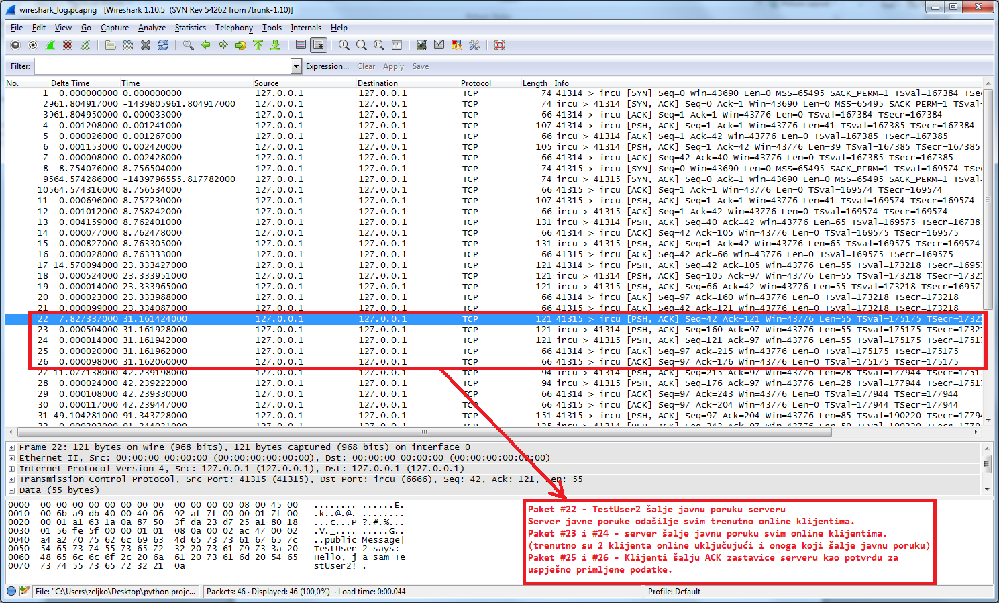 wireshark_log.pcapng   [Wireshark 1.10.5  (SVN Rev 54262 from /trunk-1.10)]
File Edit View Go Capture Analyze Statistics Telephony Tools Internals Help
Filter: Expression... Clear Apply Save
No. Delta Time Time Source Destination Protocol Length Info
1 0.000000000 0.000000000 127.0.0.1 127.0.0.1 TCP 74 41314 > ircu [SYN] Seq=0 Win=43690 Len=0 MSS=65495 SACK_PERM=1 TSval=167384 TSe
2 961.804917000 -1439805961.804917000 127.0.0.1 127.0.0.1 TCP 74 ircu > 41314 [SYN, ACK] Seq=0 Ack=1 Win=43690 Len=0 MSS=65495 SACK_PERM=1 TSval=
3 961.804950000 0.000033000 127.0.0.1 127.0.0.1 TCP 66 41314 > ircu [ACK] Seq=1 Ack=1 Win=43776 Len=0 TSval=167384 TSecr=167384
4 0.001208000 0.001241000 127.0.0.1 127.0.0.1 TCP 107 41314 > ircu [PSH, ACK] Seq=1 Ack=1 Win=43776 Len=41 TSval=167385 TSecr=167384
5 0.000026000 0.001267000 127.0.0.1 127.0.0.1 TCP 66 ircu > 41314 [ACK] Seq=1 Ack=42 Win=43776 Len=0 TSval=167385 TSecr=167385
6 0.001153000 0.002420000 127.0.0.1 127.0.0.1 TCP 105 ircu > 41314 [PSH, ACK] Seq=1 Ack=42 Win=43776 Len=39 TSval=167385 TSecr=167385
7 0.000008000 0.002428000 127.0.0.1 127.0.0.1 TCP 66 41314 > ircu [ACK] Seq=42 Ack=40 Win=43776 Len=0 TSval=167385 TSecr=167385
8 8.754076000 8.756504000 127.0.0.1 127.0.0.1 TCP 74 41315 > ircu [SYN] Seq=0 Win=43690 Len=0 MSS=65495 SACK_PERM=1 TSval=169574 TSe
9 564.574286000 -1439796555.817782000 127.0.0.1 127.0.0.1 TCP 74 ircu > 41315 [SYN, ACK] Seq=0 Ack=1 Win=43690 Len=0 MSS=65495 SACK_PERM=1 TSval=
10 564.574316000 8.756534000 127.0.0.1 127.0.0.1 TCP 66 41315 > ircu [ACK] Seq=1 Ack=1 Win=43776 Len=0 TSval=169574 TSecr=169574
11 0.000696000 8.757230000 127.0.0.1 127.0.0.1 TCP 107 41315 > ircu [PSH, ACK] Seq=1 Ack=1 Win=43776 Len=41 TSval=169574 TSecr=169574
12 0.001012000 8.758242000 127.0.0.1 127.0.0.1 TCP 66 ircu > 41315 [ACK] Seq=1 Ack=42 Win=43776 Len=0 TSval=169574 TSecr=169574
13 0.004159000 8.762401000 127.0.0.1 127.0.0.1 TCP 131 ircu > 41314 [PSH, ACK] Seq=40 Ack=42 Win=43776 Len=65 TSval=169575 TSecr=16738
14 0.000077000 8.762478000 127.0.0.1 127.0.0.1 TCP 66 41314 > ircu [ACK] Seq=42 Ack=105 Win=43776 Len=0 TSval=169575 TSecr=169575
15 0.000827000 8.763305000 127.0.0.1 127.0.0.1 TCP 131 ircu > 41315 [PSH, ACK] Seq=1 Ack=42 Win=43776 Len=65 TSval=169575 TSecr=169574
16 0.000028000 8.763333000 127.0.0.1 127.0.0.1 TCP 66 41315 > ircu [ACK] Seq=42 Ack=66 Win=43776 Len=0 TSval=169575 TSecr=169575
17 14.570094000 23.333427000 127.0.0.1 127.0.0.1 TCP 121 41314 > ircu [PSH, ACK] Seq=42 Ack=105 Win=43776 Len=55 TSval=173218 TSecr=1695
18 0.000524000 23.333951000 127.0.0.1 127.0.0.1 TCP 121 ircu > 41314 [PSH, ACK] Seq=105 Ack=97 Win=43776 Len=55 TSval=173218 TSecr=1732
19 0.000014000 23.333965000 127.0.0.1 127.0.0.1 TCP 121 ircu > 41315 [PSH, ACK] Seq=66 Ack=42 Win=43776 Len=55 TSval=173218 TSecr=16957
20 0.000023000 23.333988000 127.0.0.1 127.0.0.1 TCP 66 41314 > ircu [ACK] Seq=97 Ack=160 Win=43776 Len=0 TSval=173218 TSecr=173218
21 0.000099000 23.334087000 127.0.0.1 127.0.0.1 TCP 66 41315 > ircu [ACK] Seq=42 Ack=121 Win=43776 Len=0 TSval=173218 TSecr=173218
22 7.827337000 31.161424000 127.0.0.1 127.0.0.1 TCP 121 41315 > ircu [PSH, ACK] Seq=42 Ack=121 Win=43776 Len=55 TSval=175175 TSecr=1732
23 0.000504000 31.161928000 127.0.0.1 127.0.0.1 TCP 121 ircu > 41314 [PSH, ACK] Seq=160 Ack=97 Win=43776 Len=55 TSval=175175 TSecr=1732
24 0.000014000 31.161942000 127.0.0.1 127.0.0.1 TCP 121 ircu > 41315 [PSH, ACK] Seq=121 Ack=97 Win=43776 Len=55 TSval=175175 TSecr=1751
25 0.000020000 31.161962000 127.0.0.1 127.0.0.1 TCP 66 41314 > ircu [ACK] Seq=97 Ack=215 Win=43776 Len=0 TSval=175175 TSecr=175175
26 0.000098000 31.162060000 127.0.0.1 127.0.0.1 TCP 66 41315 > ircu [ACK] Seq=97 Ack=176 Win=43776 Len=0 TSval=175175 TSecr=175175
27 11.077138000 42.239198000 127.0.0.1 127.0.0.1 TCP 94 ircu > 41314 [PSH, ACK] Seq=215 Ack=97 Win=43776 Len=28 TSval=177944 TSecr=1751
28 0.000024000 42.239222000 127.0.0.1 127.0.0.1 TCP 94 ircu > 41315 [PSH, ACK] Seq=176 Ack=97 Win=43776 Len=28 TSval=177944 TSecr=1751
29 0.000108000 42.239330000 127.0.0.1 127.0.0.1 TCP 66 41314 > ircu [ACK] Seq=97 Ack=243 Win=43776 Len=0 TSval=177944 TSecr=177944
30 0.000117000 42.239447000 127.0.0.1 127.0.0.1 TCP 66 41315 > ircu [ACK] Seq=97 Ack=204 Win=43776 Len=0 TSval=177944 TSecr=177944
31 49.104281000 91.343728000 127.0.0.1 127.0.0.1 TCP 151 41315 > ircu [PSH, ACK] Seq=97 Ack=204 Win=43776 Len=85 TSval=190220 TSecr=1779
Frame 22: 121 bytes on wire (968 bits), 121 bytes captured (968 bits) on interface 0
Ethernet II, Src: 00:00:00_00:00:00 (00:00:00:00:00:00), Dst: 00:00:00_00:00:00 (00:00:00:00:00:00)
Internet Protocol Version 4, Src: 127.0.0.1 (127.0.0.1), Dst: 127.0.0.1 (127.0.0.1)
Transmission Control Protocol, Src Port: 41315 (41315), Dst Port: ircu (6666), Seq: 42, Ack: 121, Len: 55
Data (55 bytes)
0000 00 00 00 00 00 00 00 00 00 00 00 00 08 00 45 00 ........ ......E.
0010 00 6b a9 db 40 00 40 06 92 af 7f 00 00 01 7f 00 .k..@.@. ........
0020 00 01 a1 63 1a 0a 87 50 3f da 23 d7 25 a1 80 18 ...c...P ?.#.%...
0030 01 56 fe 5f 00 00 01 01 08 0a 00 02 ac 47 00 02 .V._.... .....G..
0040 a4 a2 70 75 62 6c 69 63 4d 65 73 73 61 67 65 7c ..public Message|
0050 54 65 73 74 55 73 65 72 32 20 73 61 79 73 3a 20 TestUser 2 says:
0060 48 65 6c 6c 6f 2c 20 6a 61 20 73 61 6d 20 54 65 Hello, j a sam Te
0070 73 74 55 73 65 72 32 21 0a stUser2! .
Paket #22 - TestUser2 šalje javnu poruku serveru
Server javne poruke odašilje svim trenutno online klijentima.
Paket #23 i #24 - server šalje javnu poruku svim online klijentima.
(trenutno su 2 klijenta online uključujući i onoga koji šalje javnu poruku)
Paket #25 i #26 - Klijenti šalju ACK zastavice serveru kao potvrdu za
uspješno primljene podatke.
File: "C:\Users\zeljko\Desktop\python proje... Packets: 46 · Displayed: 46 (100,0%) · Load time: 0:00.044 Profile: Default